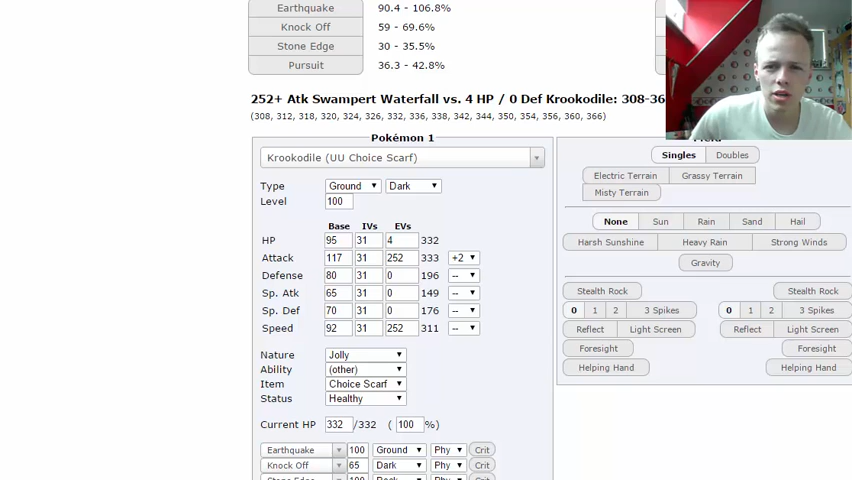 Earthquake 90.4 - 106.8%
Knock Off 59 - 69.6%
Stone Edge 30 - 35.5%
Pursuit 36.3 - 42.8%
252+ Atk Swampert Waterfall vs. 4 HP / 0 Def Krookodile: 308-36
(308, 312, 318, 320, 324, 326, 332, 336, 338, 342, 344, 350, 354, 356, 360, 366)
Pokémon 1
Krookodile (UU Choice Scarf)
Singles Doubles
Type Ground Dark
Electric Terrain Grassy Terrain
Level 100
Misty Terrain
Base IVs EVs
None Sun Rain Sand Hail
HP 95 31 4 332
Harsh Sunshine Heavy Rain Strong Winds
Attack 117 31 252 333 +2
Gravity
Defense 80 31 0 196 --
Sp. Atk 65 31 0 149 --
Stealth Rock Stealth Rock
Sp. Def 70 31 0 176 --
0 1 2 3 Spikes 0 1 2 3 Spikes
Speed 92 31 252 311 --
Reflect Light Screen Reflect Light Screen
Foresight Foresight
Nature Jolly
Ability (other)
Helping Hand Helping Hand
Item Choice Scarf
Status Healthy
Current HP 332 /332 ( 100 %)
Earthquake 100 Ground Phy Crit
Knock Off 65 Dark Phy Crit